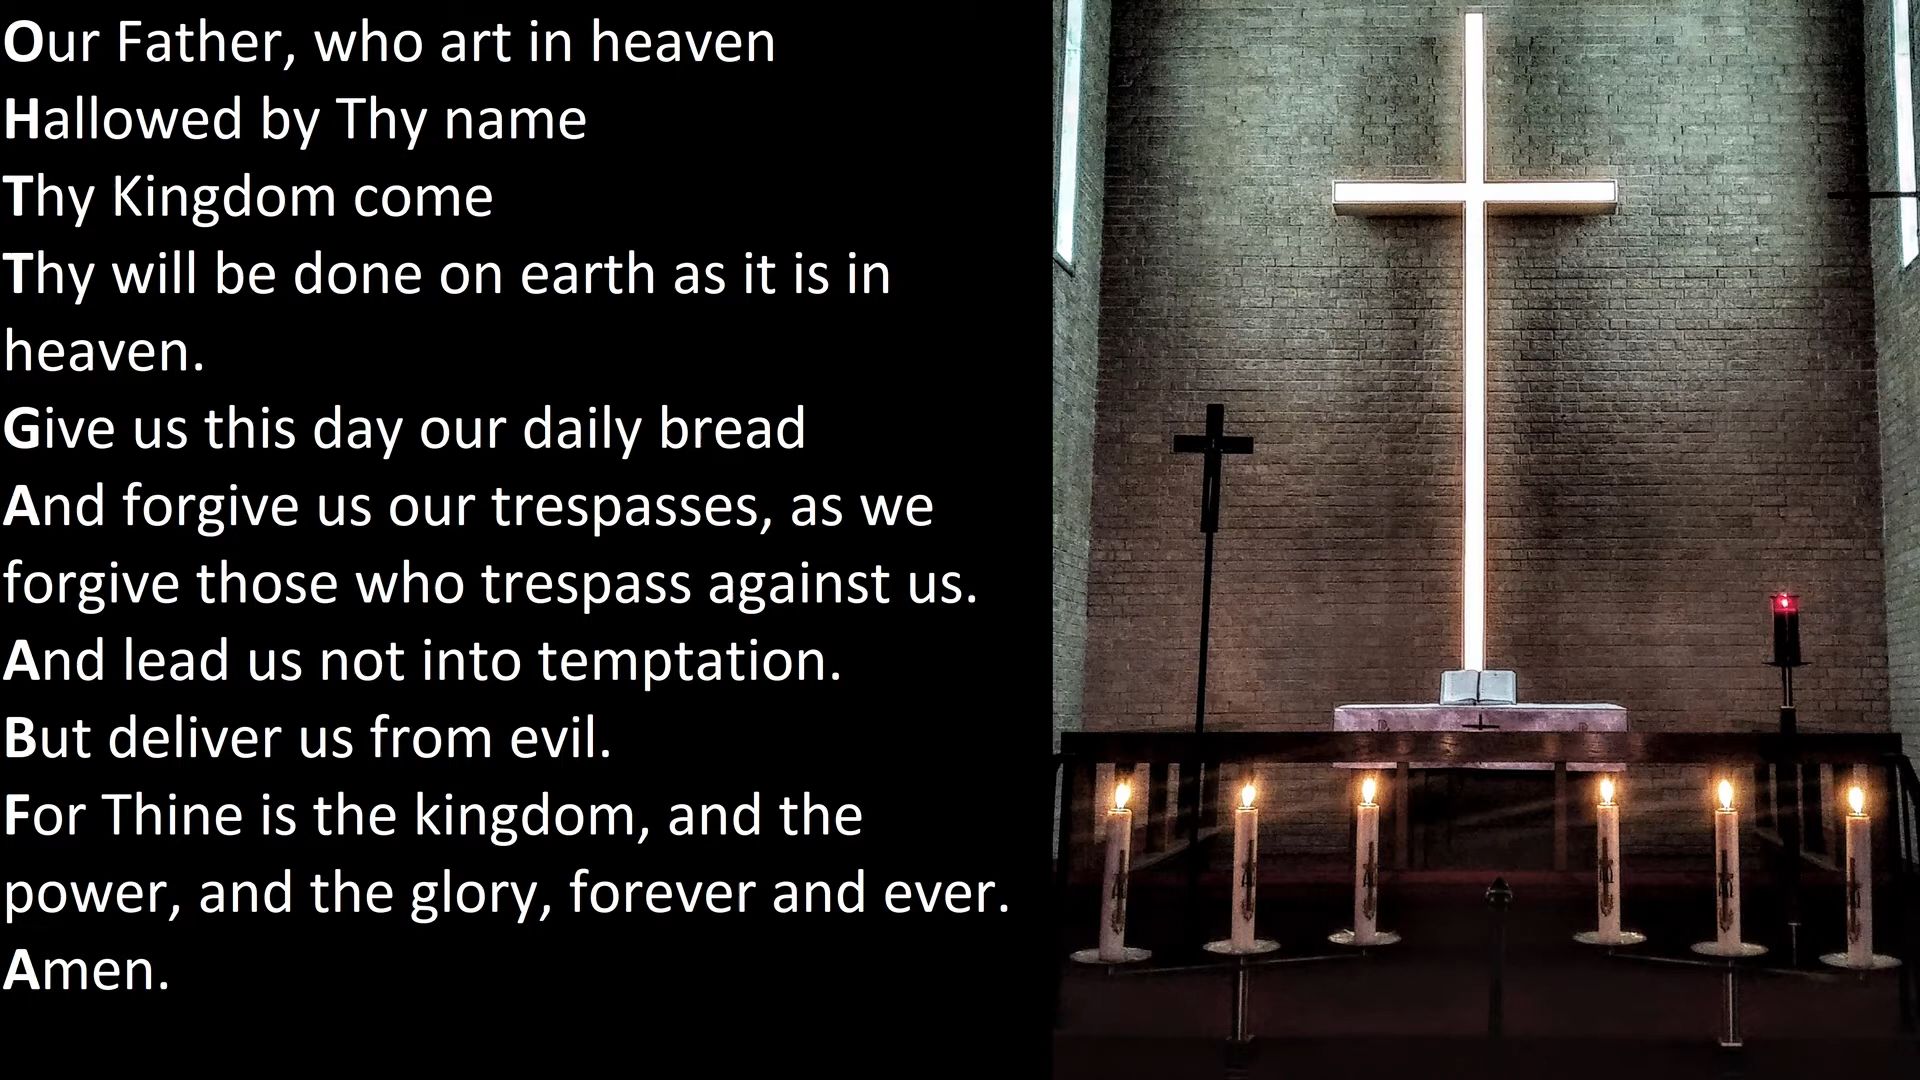 Our Father, who art in heaven
Hallowed by Thy name
Thy Kingdom come
Thy will be done on earth as it is in
heaven.
Give us this day our daily bread
And forgive us our trespasses, as we
forgive those who trespass against us.
And lead us not into temptation.
But deliver us from evil.
For Thine is the kingdom, and the
power, and the glory, forever and ever.
Amen.